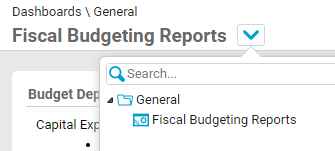 Dashboards \ General
Fiscal Budgeting Reports
Search...
Budget Dep
General
Capital Exp
Fiscal Budgeting Reports